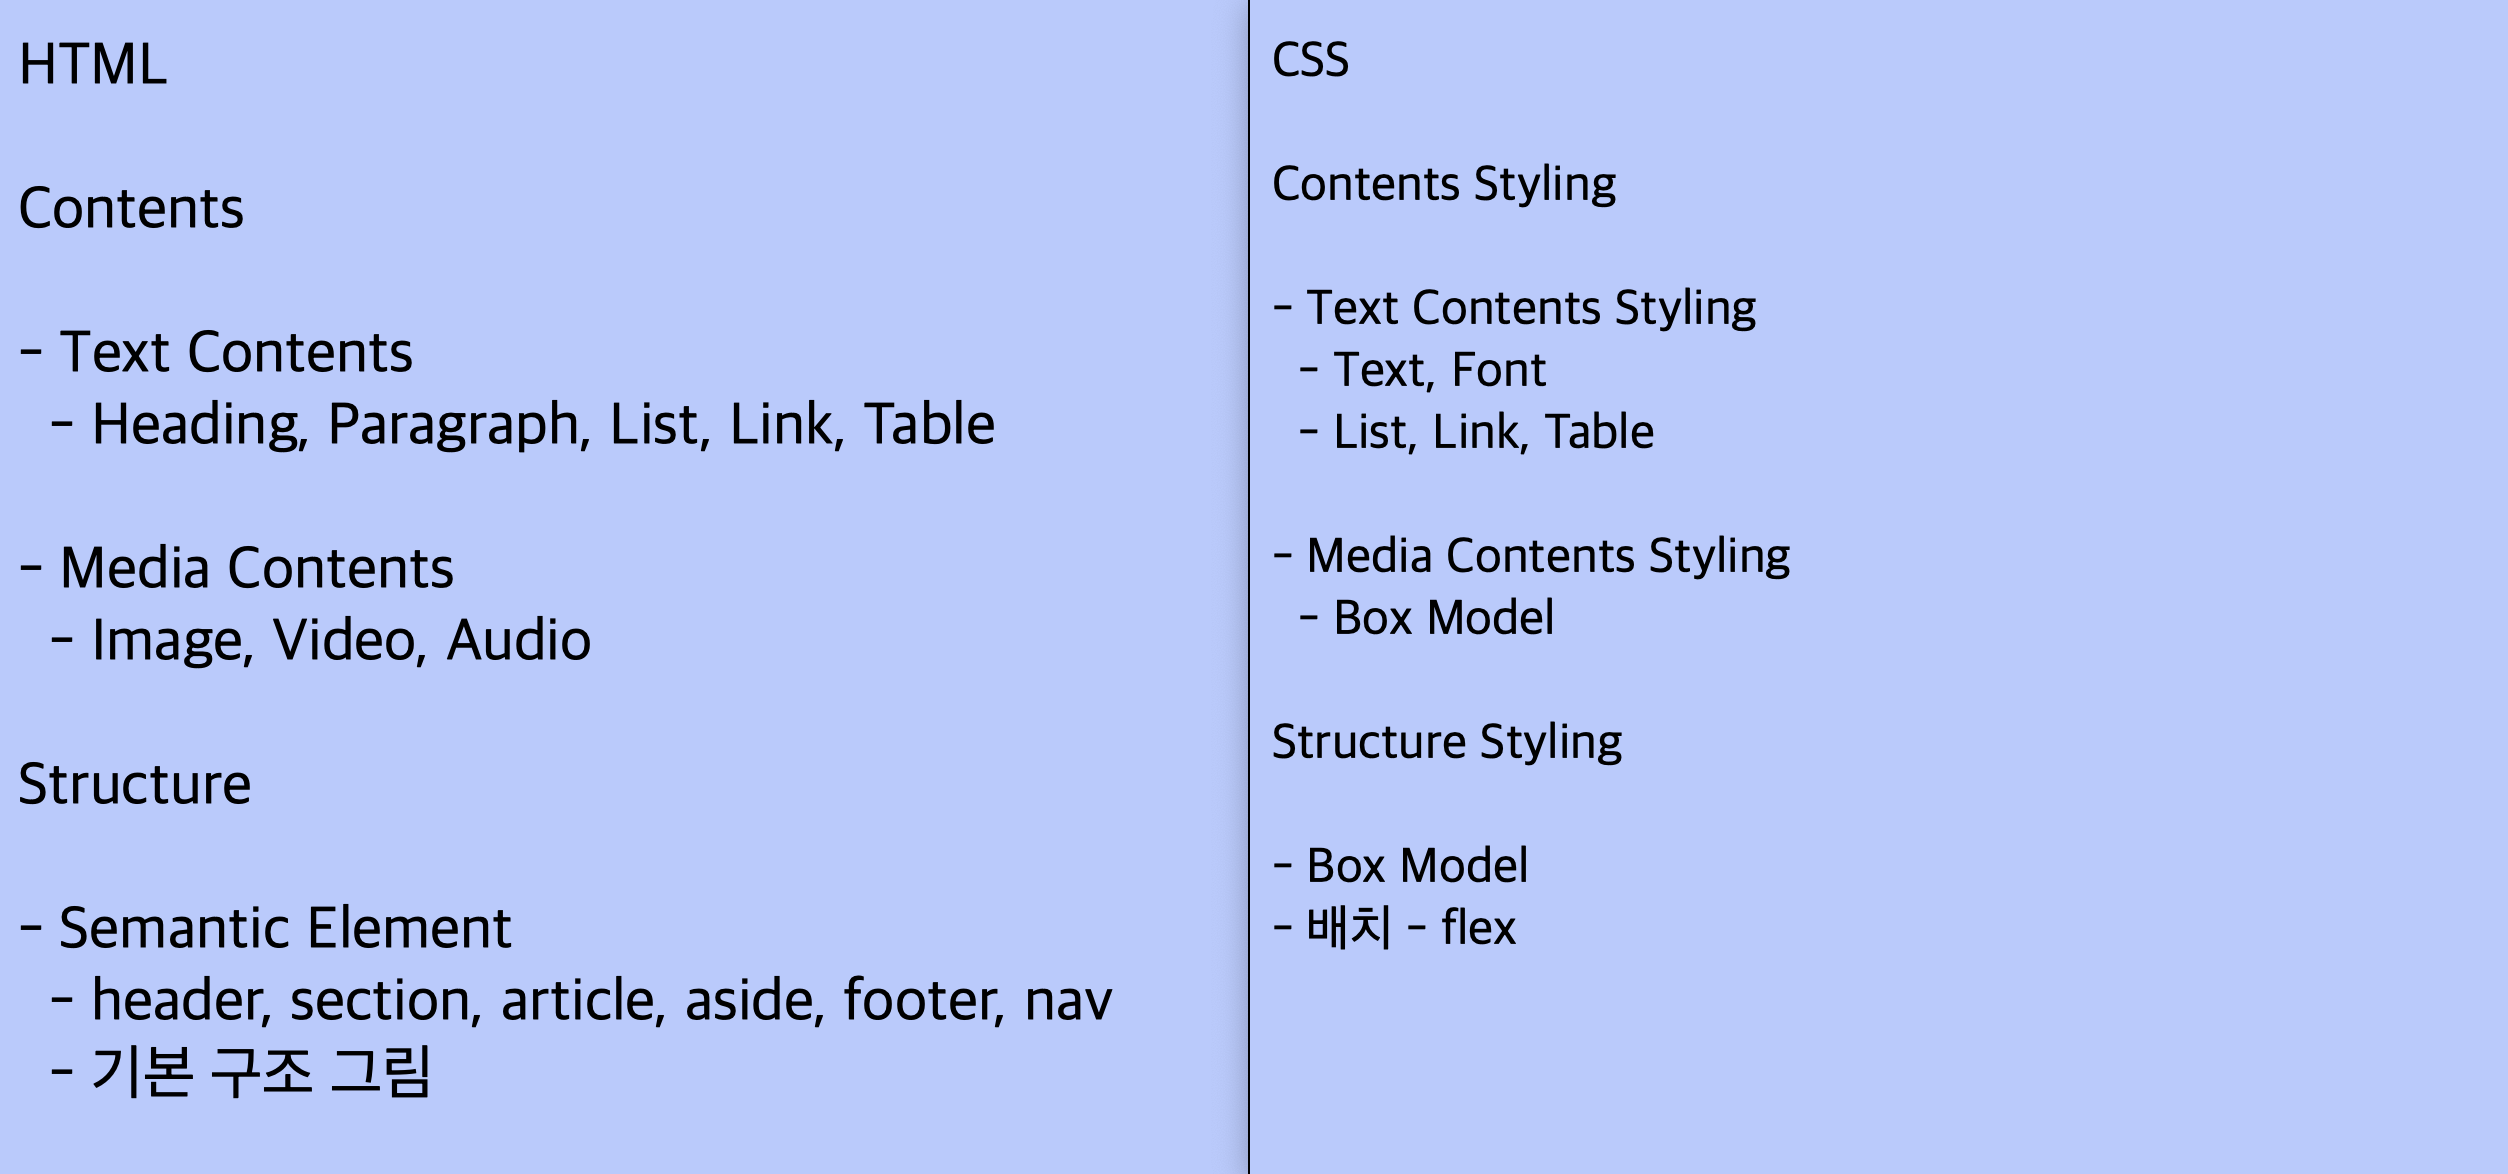 HTML
Contents
- Text Contents
- Heading, Paragraph, List, Link, Table
- Media Contents
- Image, Video, Audio
Structure
- Semantic Element
- header, section, article, aside, footer, nav
- 기본 구조 그림
CSS
Contents Styling
- Text Contents Styling
- Text, Font
- List, Link, Table
- Media Contents Styling
- Box Model
Structure Styling
- Box Model
- 배치 - flex